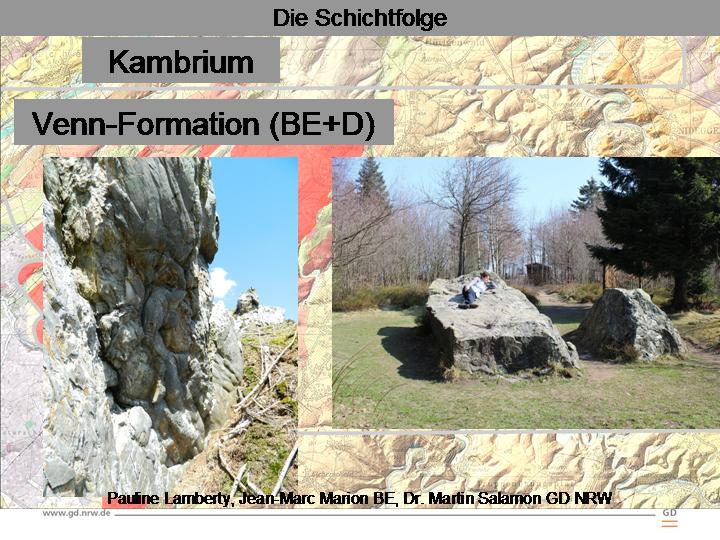 Die Schichtfolge
Kambrium
Venn-Formation (BE+D)
Pauline Lamberty, Jean-Marc Marion BE, Dr. Martin Salamon GD NRW
www.gd.nrw.de
GD